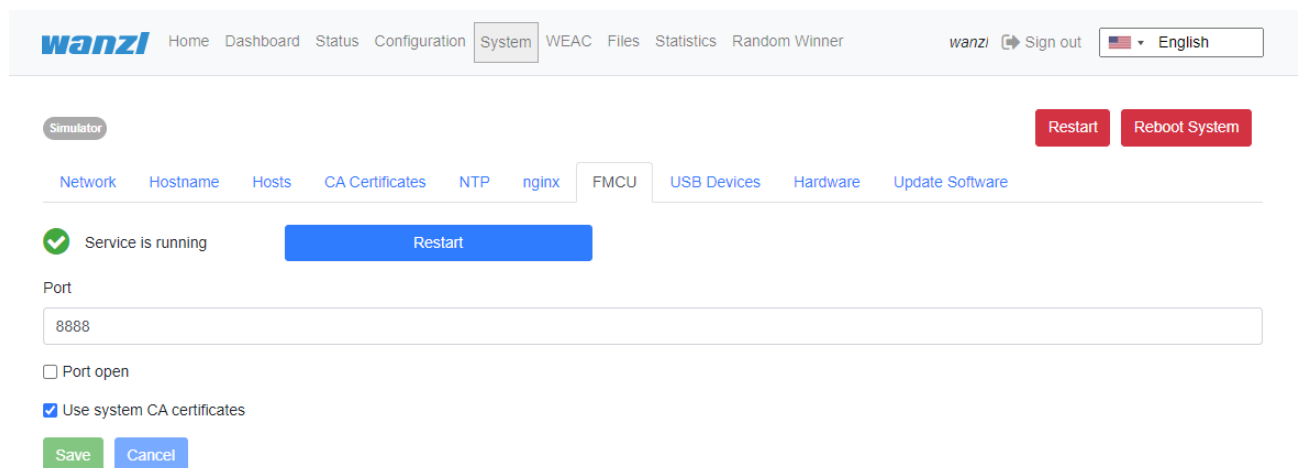 wanzl Home Dashboard Status Configuration System WEAC Files Statistics Random Winner wanzl Sign out English
Simulator Restart Reboot System
Network Hostname Hosts CA Certificates NTP nginx FMCU USB Devices Hardware Update Software
Service is running Restart
Port
8888
Port open
Use system CA certificates
Save Cancel